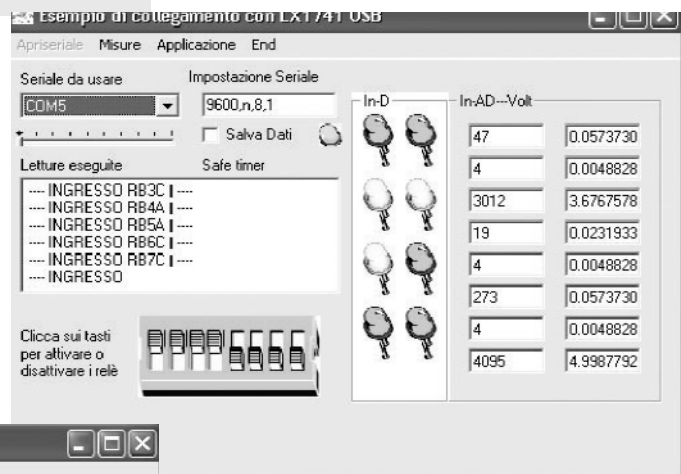 Esempio di collegamento con LX1741 USB
Apriseriale Misure Applicazione End
Seriale da usare Impostazione Seriale
COM5 9600,n,8,1
Salva Dati
Letture eseguite Safe timer
---- INGRESSO RB3C | ----
---- INGRESSO RB4A | ----
---- INGRESSO RB5A | ----
---- INGRESSO RB6C | ----
---- INGRESSO RB7C | ----
---- INGRESSO
Clicca sui tasti
per attivare o
disattivare i relè
In-D In-AD---Volt
47 0.0573730
4 0.0048828
3012 3.6767578
19 0.0231933
4 0.0048828
273 0.0573730
4 0.0048828
4095 4.9987792